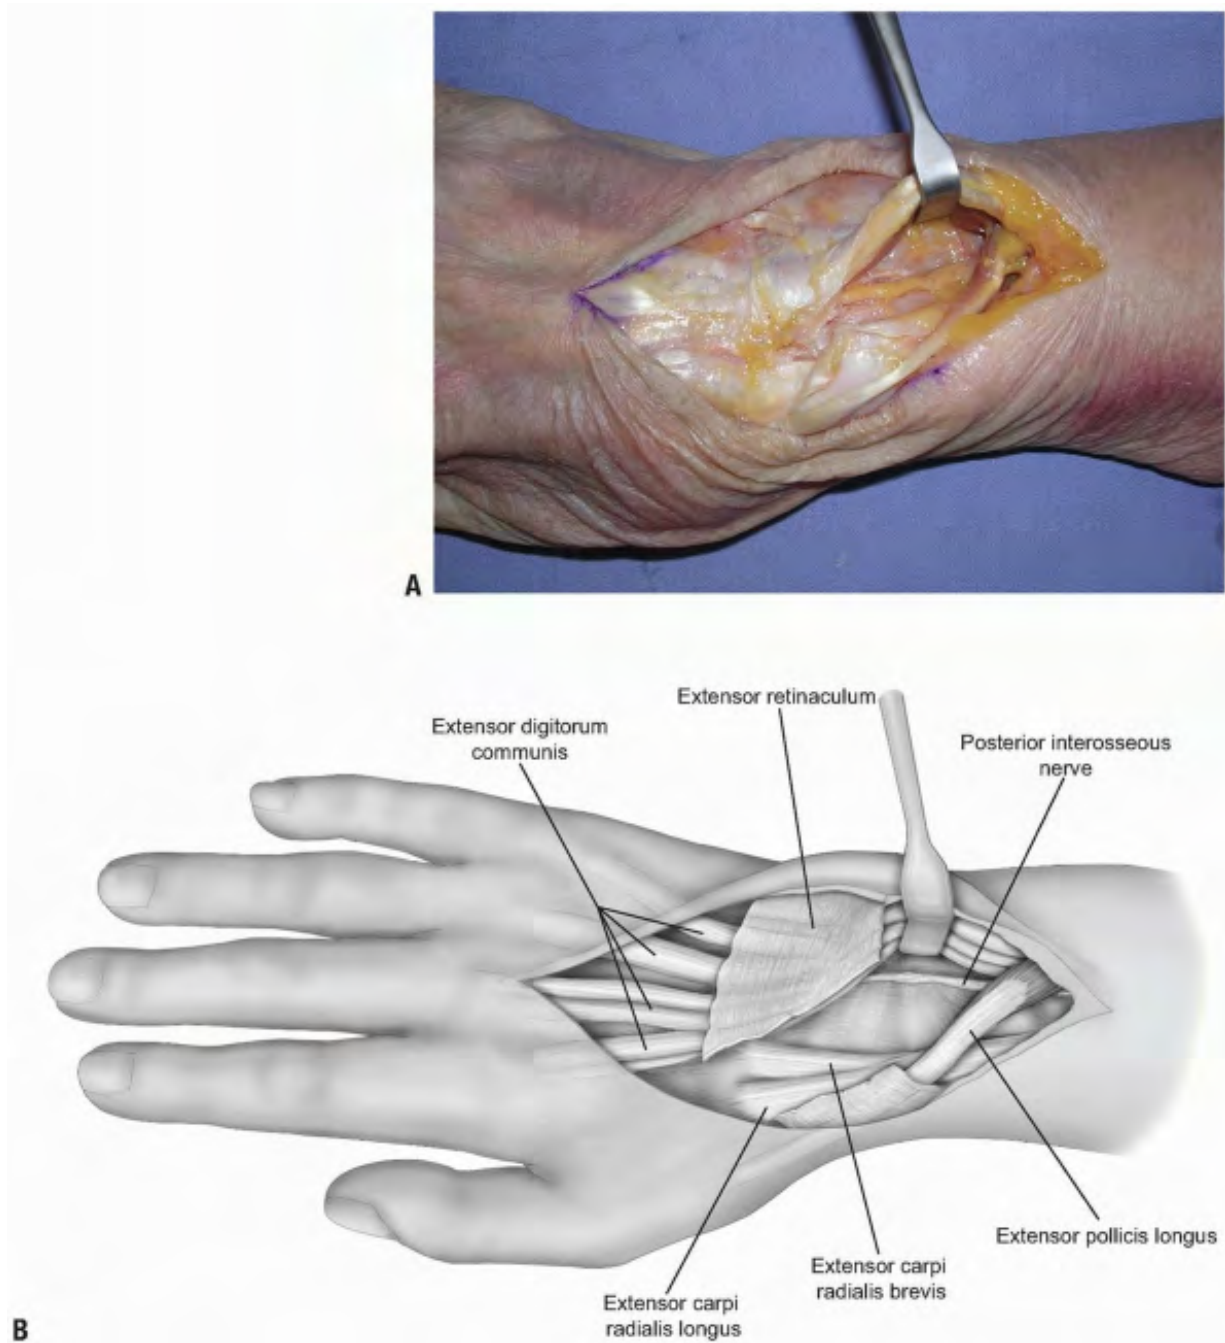 A
Extensor retinaculum
Extensor digitorum
communis
Posterior interosseous
nerve
Extensor pollicis longus
Extensor carpi
radialis brevis
Extensor carpi
radialis longus
B